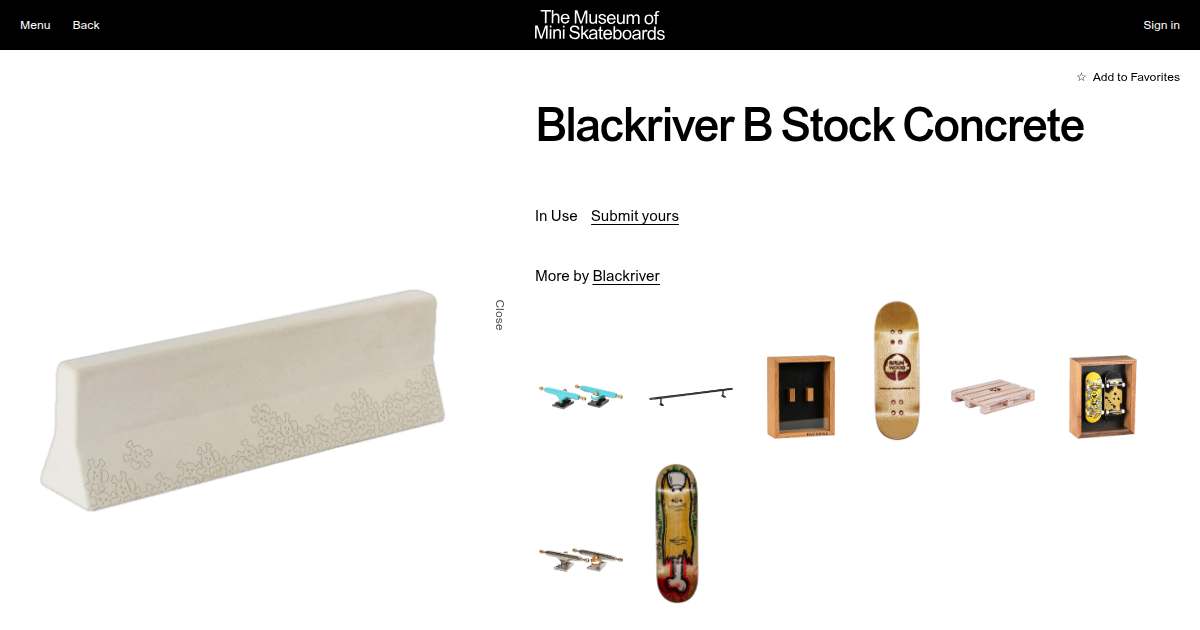 Menu
Back
The Museum of
Mini Skateboards
Sign in
☆ Add to Favorites
Blackriver B Stock Concrete
In Use
Submit yours
More by Blackriver
Close